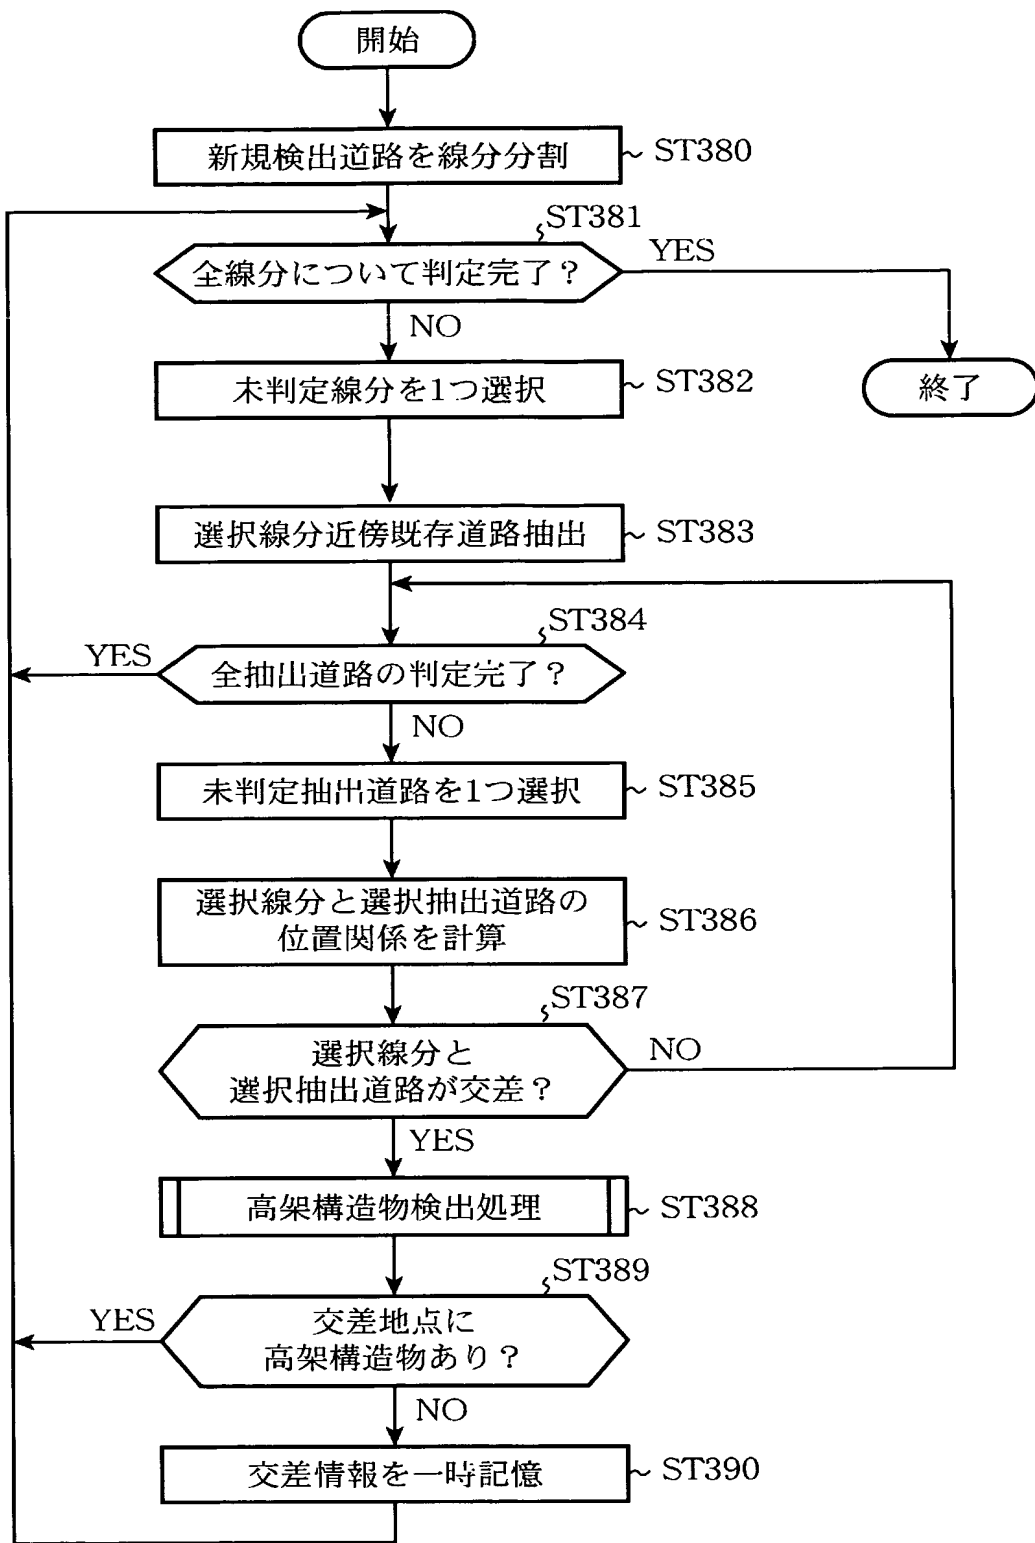 開始
新規検出道路を線分分割
ST380
ST381
全線分について判定完了？
YES
NO
終了
未判定線分を1つ選択
ST382
選択線分近傍既存道路抽出
ST383
ST384
YES
全抽出道路の判定完了？
NO
未判定抽出道路を1つ選択
ST385
選択線分と選択抽出道路の
位置関係を計算
ST386
ST387
選択線分と
選択抽出道路が交差？
NO
YES
高架構造物検出処理
ST388
ST389
YES
交差地点に
高架構造物あり？
NO
交差情報を一時記憶
ST390